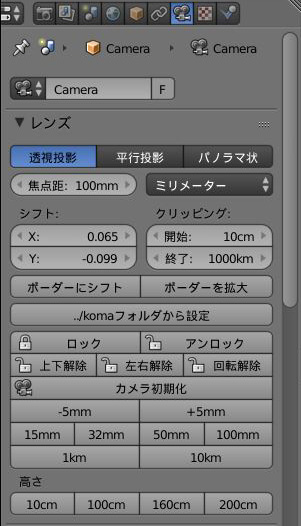 Camera Camera
Camera F
レンズ
透視投影 平行投影 パノラマ状
焦点距: 100mm ミリメーター
シフト: クリッピング:
X: 0.065 開始: 10cm
Y: -0.099 終了: 1000km
ボーダーにシフト ボーダーを拡大
../komaフォルダから設定
ロック アンロック
上下解除 左右解除 回転解除
カメラ初期化
-5mm +5mm
15mm 32mm 50mm 100mm
1km 10km
高さ
10cm 100cm 160cm 200cm